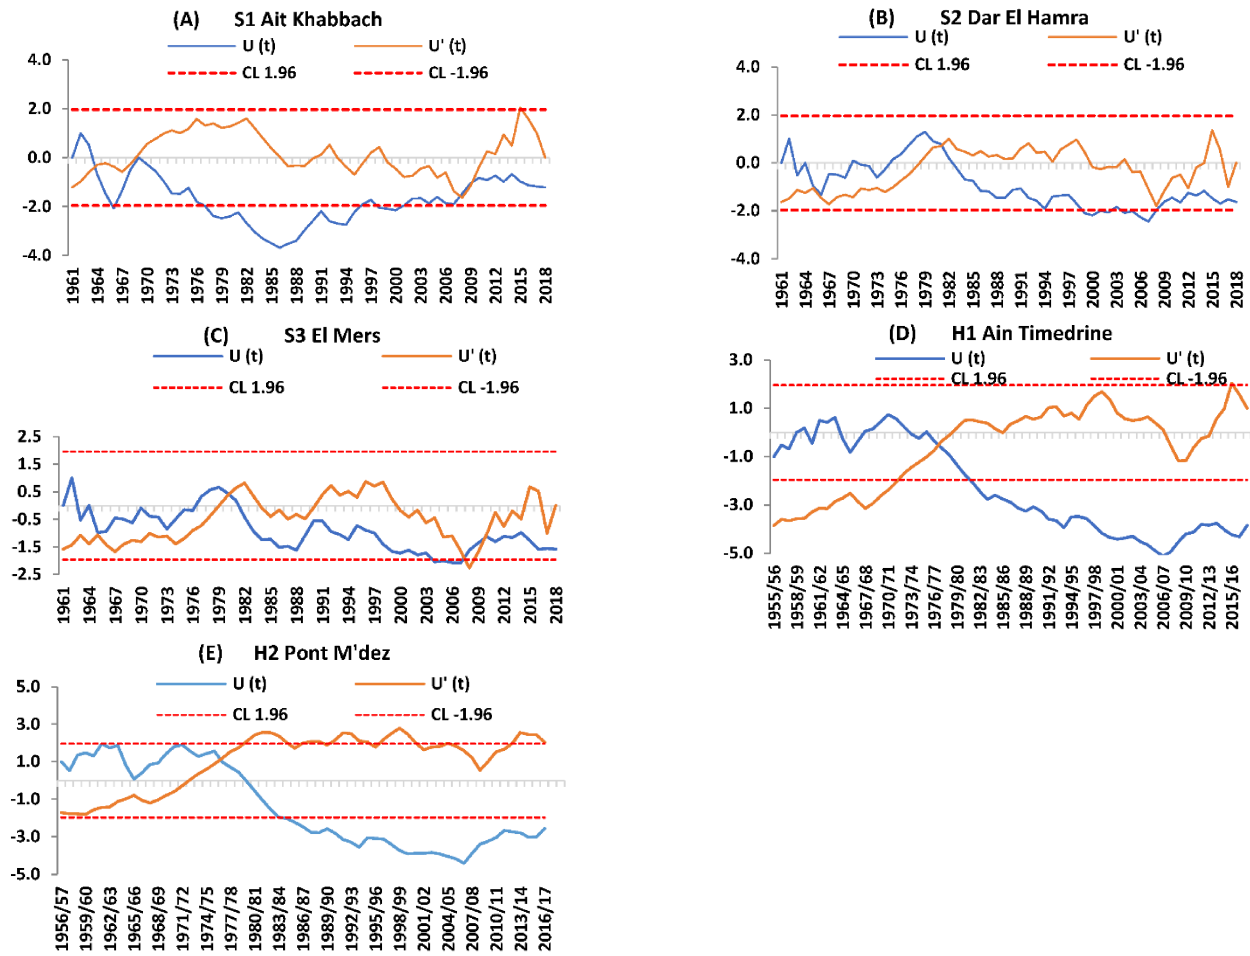 (A) S1 Ait Khabbach
U (t) U' (t)
CL 1.96 CL -1.96
4.0
2.0
0.0
-2.0
-4.0
1961 1964 1967 1970 1973 1976 1979 1982 1985 1988 1991 1994 1997 2000 2003 2006 2009 2012 2015 2018
(B) S2 Dar El Hamra
U (t) U' (t)
CL 1.96 CL -1.96
4.0
2.0
0.0
-2.0
-4.0
1961 1964 1967 1970 1973 1976 1979 1982 1985 1988 1991 1994 1997 2000 2003 2006 2009 2012 2015 2018
(C) S3 El Mers
U (t) U' (t)
CL 1.96 CL -1.96
2.5
1.5
0.5
-0.5
-1.5
-2.5
1961 1964 1967 1970 1973 1976 1979 1982 1985 1988 1991 1994 1997 2000 2003 2006 2009 2012 2015 2018
(D) H1 Ain Timedrine
U (t) U' (t)
CL 1.96 CL -1.96
3.0
1.0
-1.0
-3.0
-5.0
1955/56 1958/59 1961/62 1964/65 1967/68 1970/71 1973/74 1976/77 1979/80 1982/83 1985/86 1988/89 1991/92 1994/95 1997/98 2000/01 2003/04 2006/07 2009/10 2012/13 2015/16
(E) H2 Pont M'dez
U (t) U' (t)
CL 1.96 CL -1.96
5.0
3.0
1.0
-1.0
-3.0
-5.0
1956/57 1959/60 1962/63 1965/66 1968/69 1971/72 1974/75 1977/78 1980/81 1983/84 1986/87 1989/90 1992/93 1995/96 1998/99 2001/02 2004/05 2007/08 2010/11 2013/14 2016/17